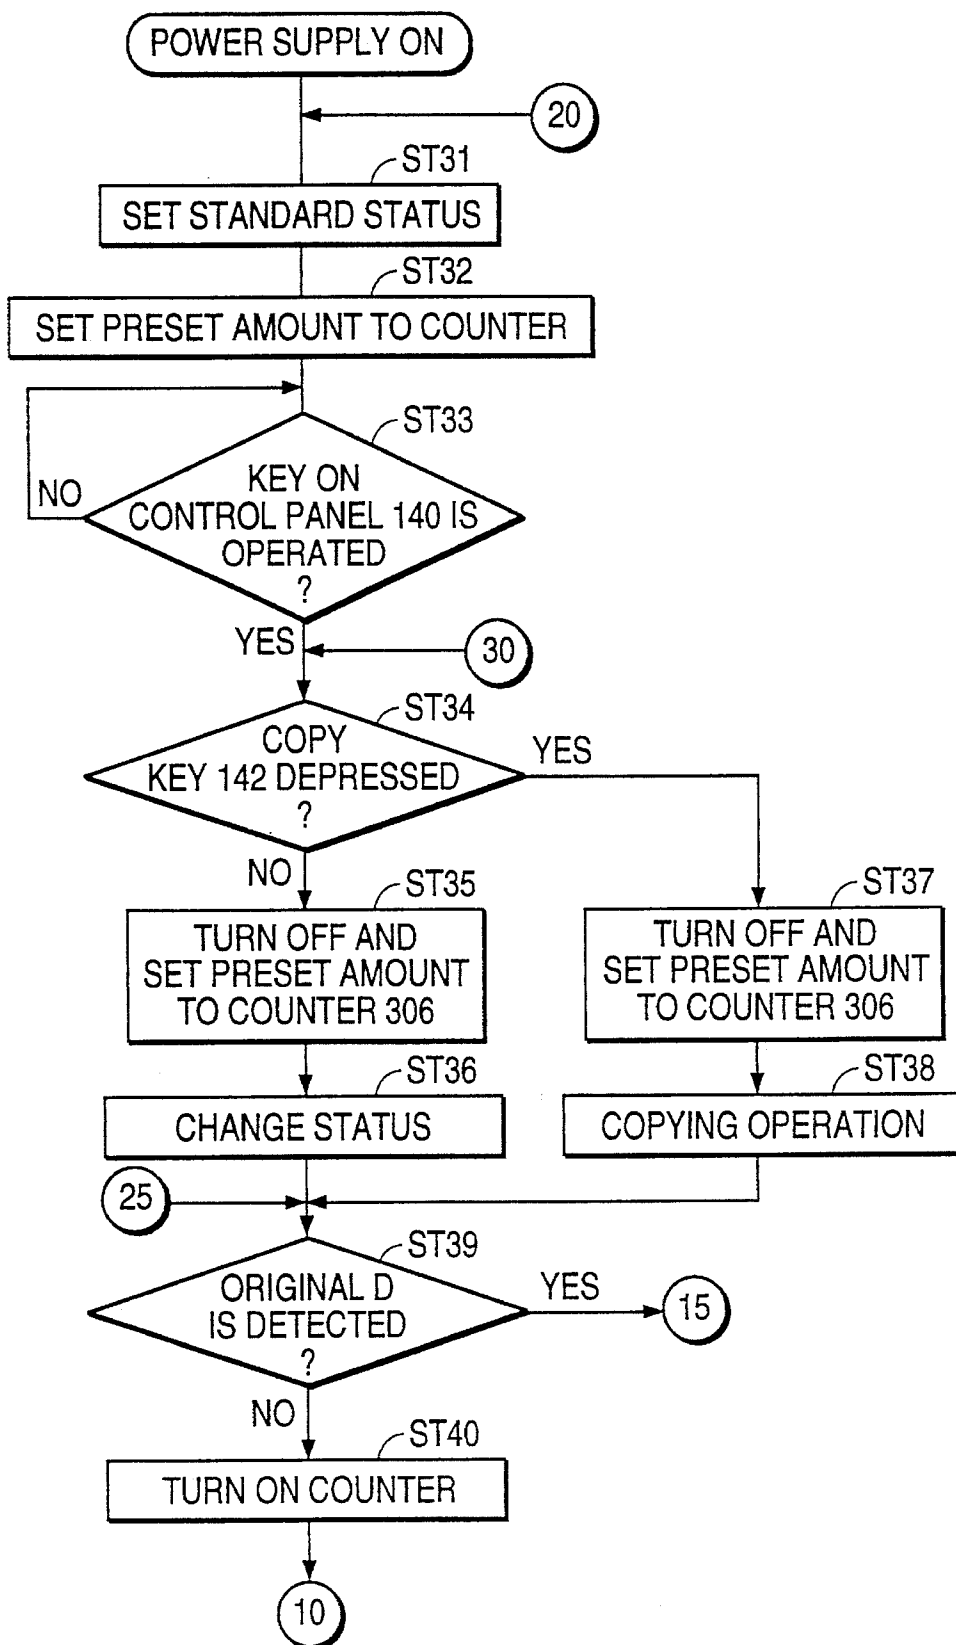 POWER SUPPLY ON
20
ST31
SET STANDARD STATUS
ST32
SET PRESET AMOUNT TO COUNTER
ST33
KEY ON
CONTROL PANEL 140 IS
OPERATED
?
NO
YES
30
ST34
COPY
KEY 142 DEPRESSED
?
YES
NO
ST35
TURN OFF AND
SET PRESET AMOUNT
TO COUNTER 306
ST37
TURN OFF AND
SET PRESET AMOUNT
TO COUNTER 306
ST36
CHANGE STATUS
ST38
COPYING OPERATION
25
ST39
ORIGINAL D
IS DETECTED
?
YES
15
NO
ST40
TURN ON COUNTER
10